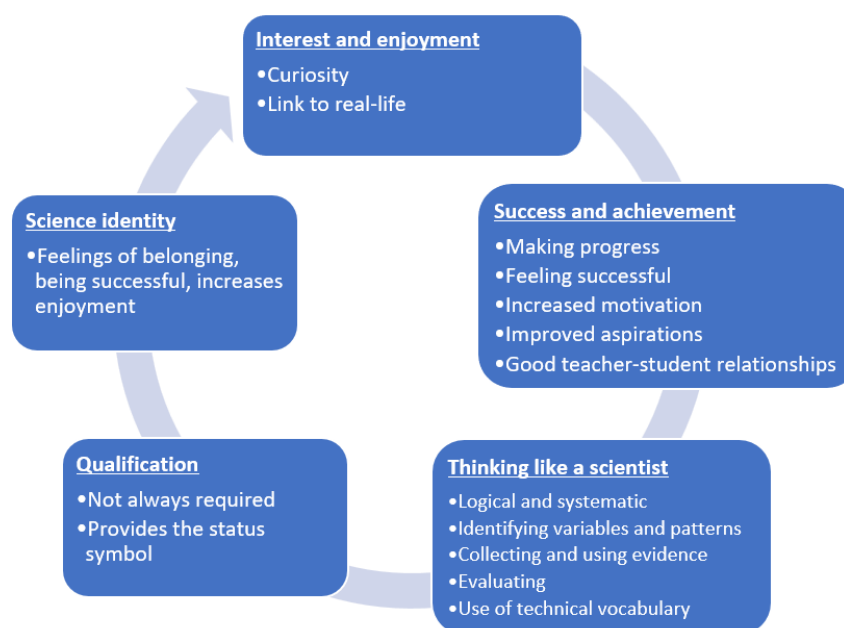 Interest and enjoyment
•Curiosity
•Link to real-life
Success and achievement
•Making progress
•Feeling successful
•Increased motivation
•Improved aspirations
•Good teacher-student relationships
Thinking like a scientist
•Logical and systematic
•Identifying variables and patterns
•Collecting and using evidence
•Evaluating
•Use of technical vocabulary
Qualification
•Not always required
•Provides the status
symbol
Science identity
•Feelings of belonging,
being successful, increases
enjoyment